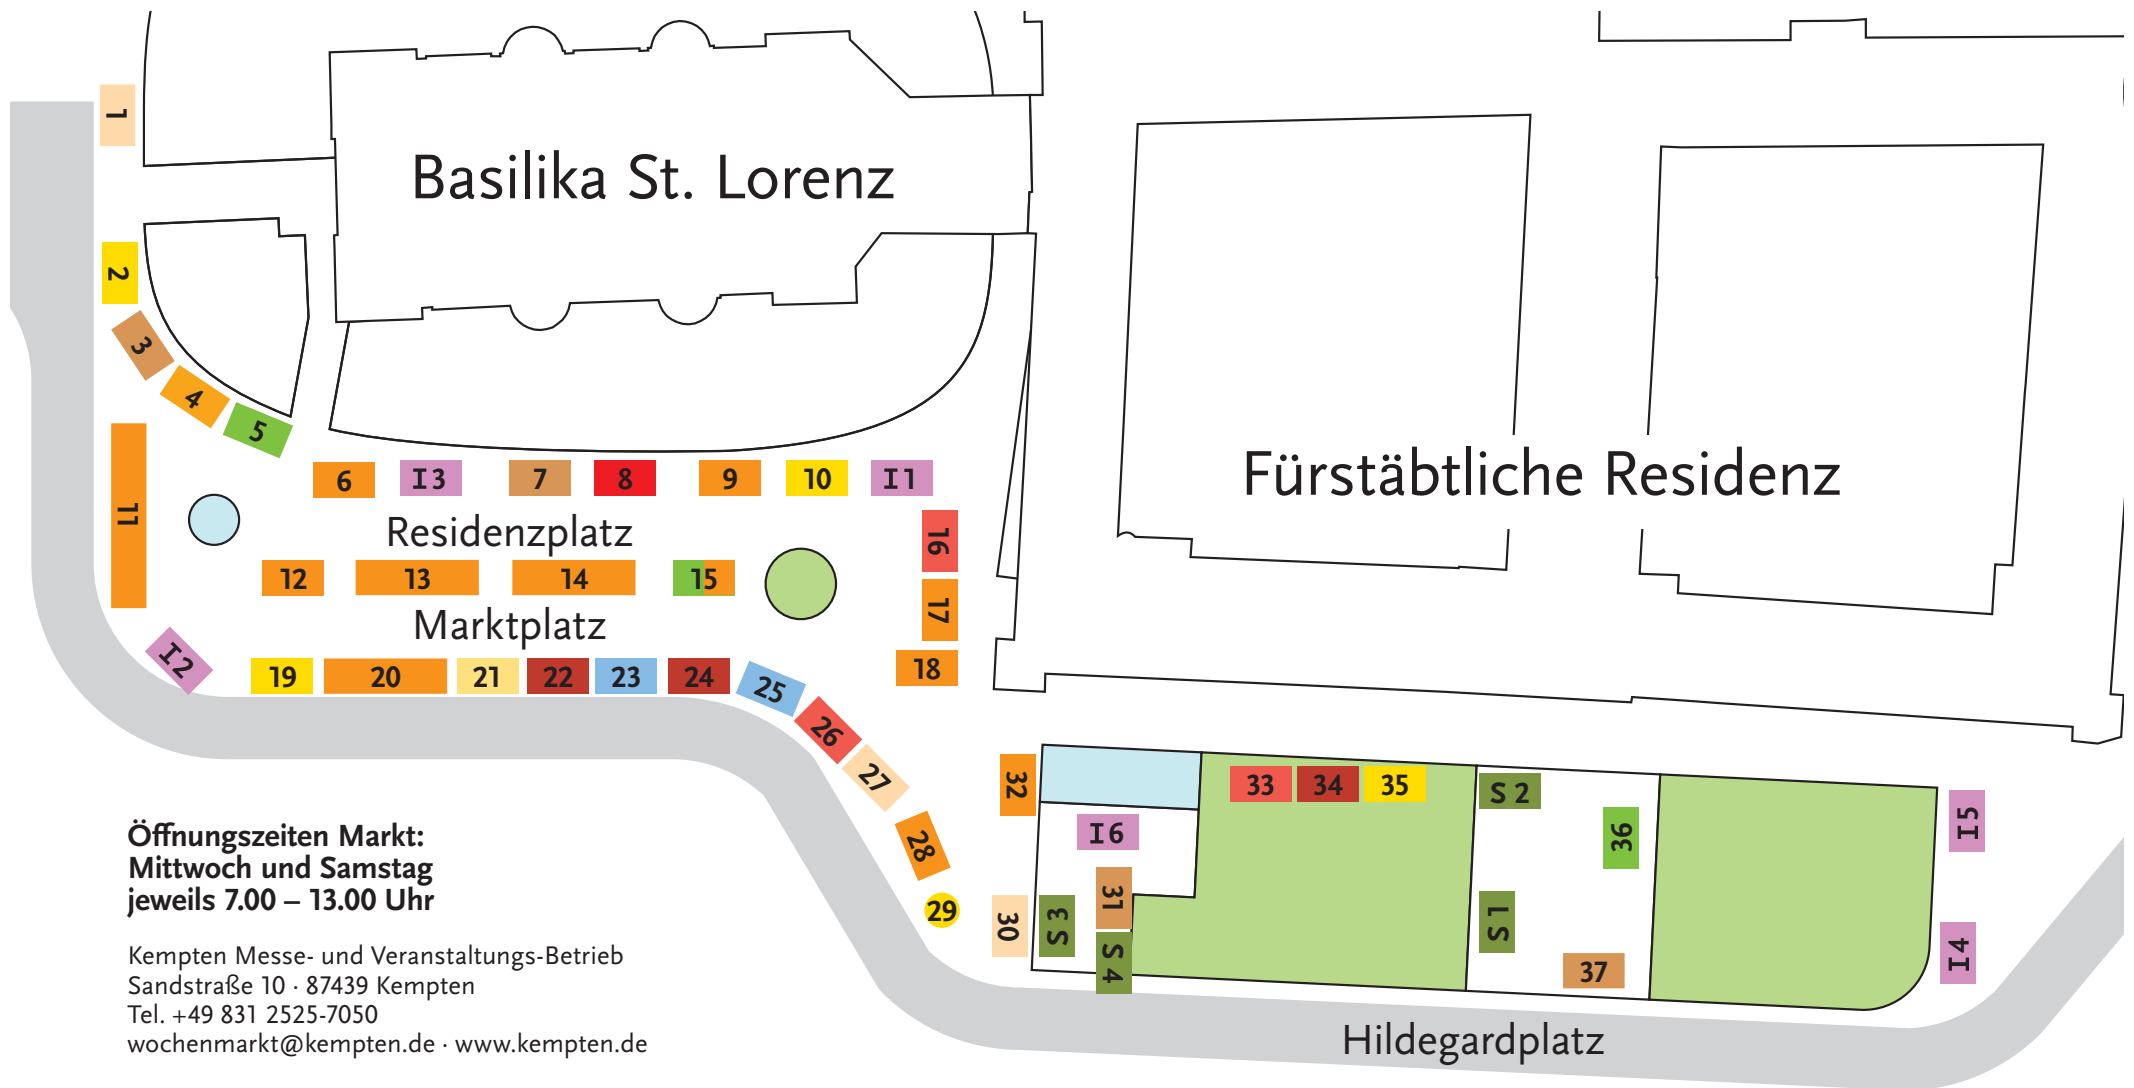 1
Basilika St. Lorenz
2
3
4
5
6
I3
7
8
9
10
I1
Fürstäbtliche Residenz
11
Residenzplatz
16
12
13
14
15
17
Marktplatz
18
I2
19
20
21
22
23
24
25
26
27
28
29
30
32
33
34
35
S 2
I6
36
I5
31
S 3
S 4
S 1
37
I4
Öffnungszeiten Markt:
Mittwoch und Samstag
jeweils 7.00 – 13.00 Uhr
Kempten Messe- und Veranstaltungs-Betrieb
Sandstraße 10 · 87439 Kempten
Tel. +49 831 2525-7050
wochenmarkt@kempten.de · www.kempten.de
Hildegardplatz